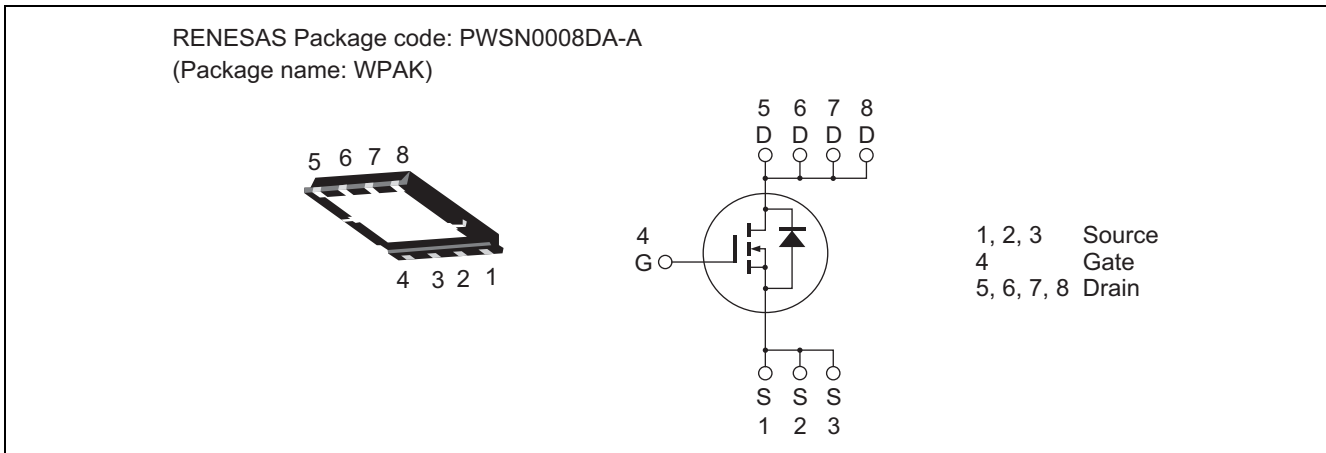 RENESAS Package code: PWSN0008DA-A
(Package name: WPAK)
5 6 7 8
4 3 2 1
5 6 7 8
D D D D
4
G
S S S
1 2 3
1, 2, 3 Source
4 Gate
5, 6, 7, 8 Drain